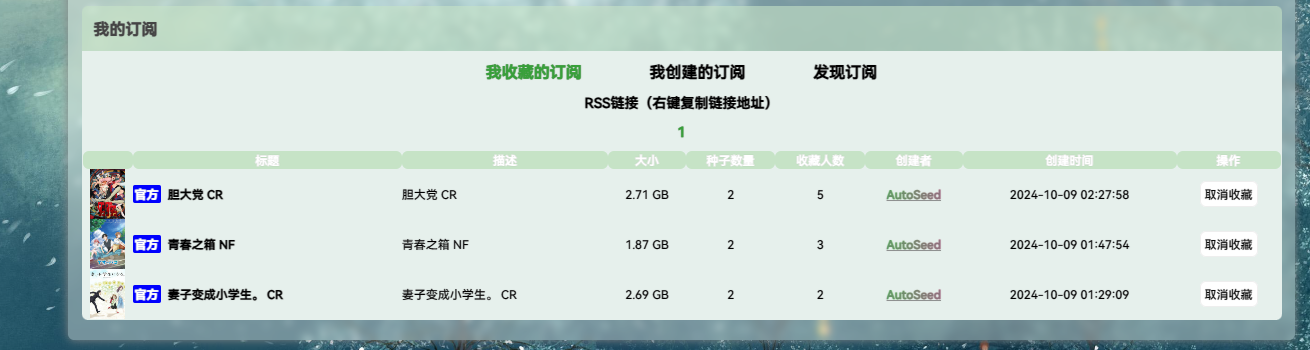 我的订阅
我收藏的订阅 我创建的订阅 发现订阅
RSS链接（右键复制链接地址）
1
标题 描述 大小 种子数量 收藏人数 创建者 创建时间 操作
官方 胆大党 CR 胆大党 CR 2.71 GB 2 5 AutoSeed 2024-10-09 02:27:58 取消收藏
官方 青春之箱 NF 青春之箱 NF 1.87 GB 2 3 AutoSeed 2024-10-09 01:47:54 取消收藏
官方 妻子变成小学生。 CR 妻子变成小学生。 CR 2.69 GB 2 2 AutoSeed 2024-10-09 01:29:09 取消收藏